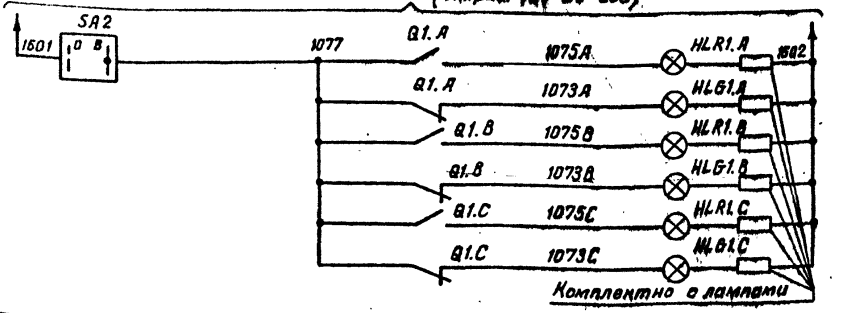 SA2
Q1.A
HLR1.A
1601
О В
1077
1075A
1602
Q1.A
1073A
HLG1.A
Q1.B
1075B
HLR1.B
Q1.B
1073B
HLG1.B
Q1.C
1075C
HLR1.C
Q1.C
1073C
HLG1.C
Комплектно с лампами